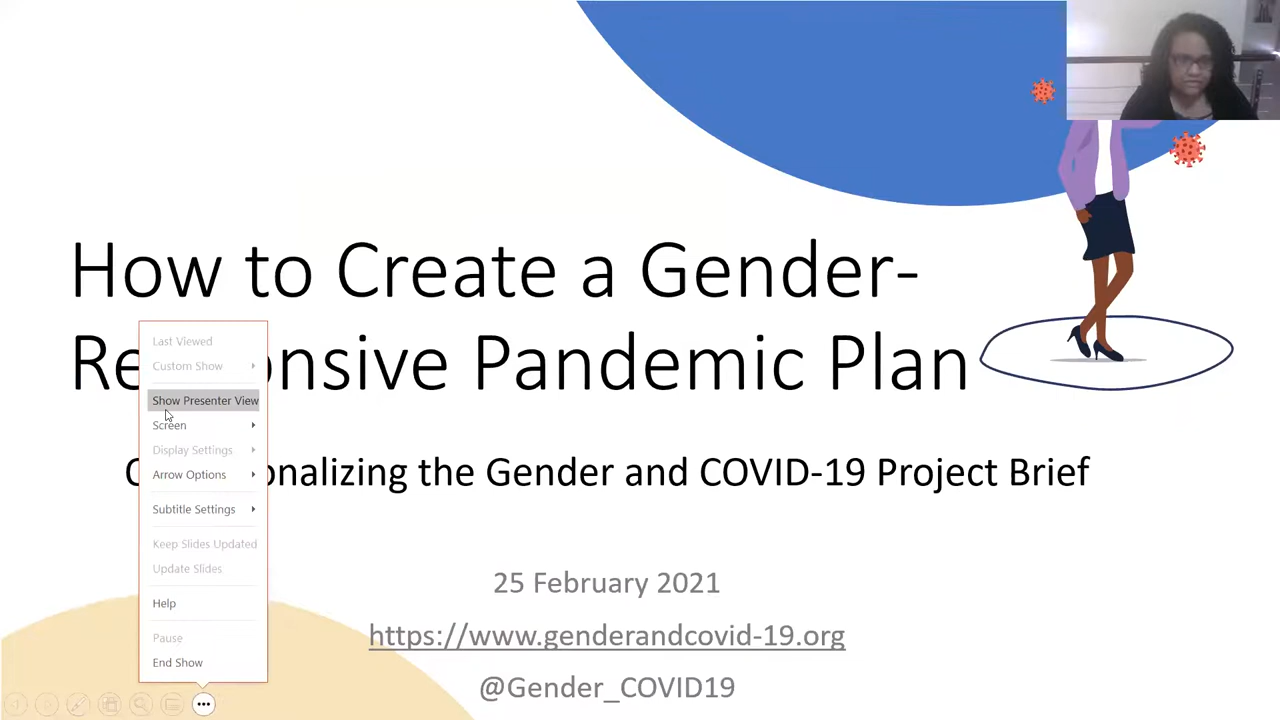 How to Create a Gender-
Re onsive Pandemic Plan
onalizing the Gender and COVID-19 Project Brief
25 February 2021
https://www.genderandcovid-19.org
@Gender_COVID19
Last Viewed
Custom Show
Show Presenter View
Screen
Display Settings
Arrow Options
Subtitle Settings
Keep Slides Updated
Update Slides
Help
Pause
End Show